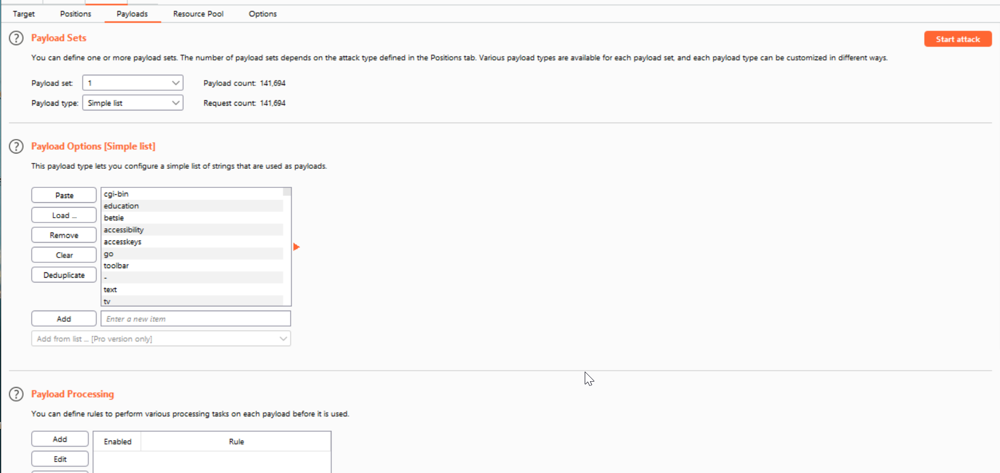 Target Positions Payloads Resource Pool Options
Payload Sets
Start attack
You can define one or more payload sets. The number of payload sets depends on the attack type defined in the Positions tab. Various payload types are available for each payload set, and each payload type can be customized in different ways.
Payload set: 1 Payload count: 141,694
Payload type: Simple list Request count: 141,694
Payload Options [Simple list]
This payload type lets you configure a simple list of strings that are used as payloads.
Paste
Load ...
Remove
Clear
Deduplicate
cgi-bin
education
betsie
accessibility
accesskeys
go
toolbar
-
text
tv
Add Enter a new item
Add from list ... [Pro version only]
Payload Processing
You can define rules to perform various processing tasks on each payload before it is used.
Add
Edit
Enabled Rule